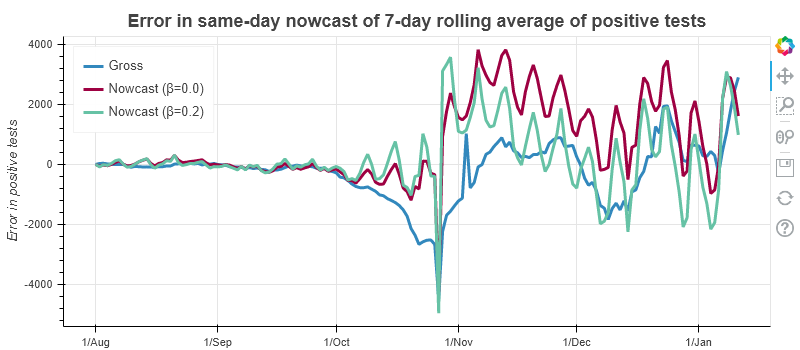 Error in same-day nowcast of 7-day rolling average of positive tests
Error in positive tests
4000
2000
0
-2000
-4000
Gross
Nowcast (β=0.0)
Nowcast (β=0.2)
1/Aug
1/Sep
1/Oct
1/Nov
1/Dec
1/Jan